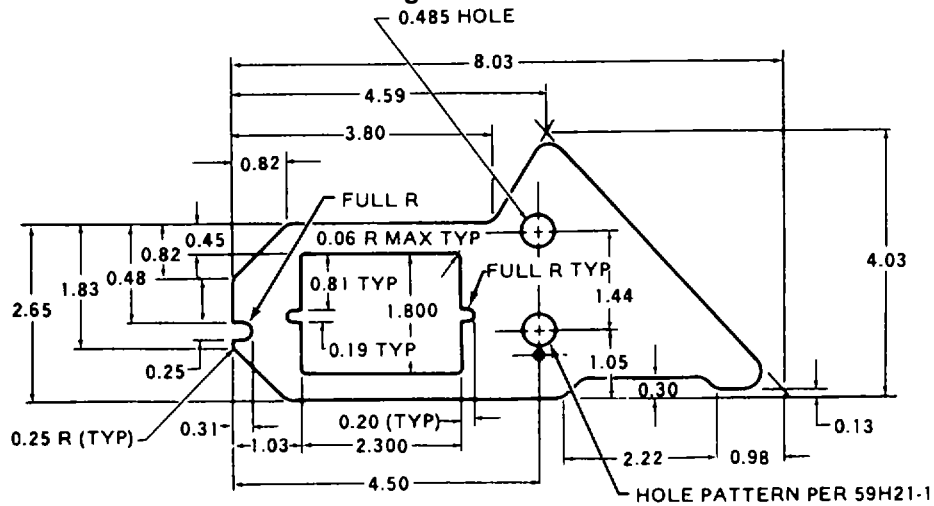 0.485 HOLE
8.03
4.59
3.80
0.82
FULL R
0.45
0.06 R MAX TYP
0.82
FULL R TYP
0.48
0.81 TYP
4.03
1.83
1.800
1.44
2.65
0.19 TYP
1.05
0.25
0.30
0.20 (TYP)
0.13
0.31
0.25 R (TYP)
1.03
2.300
2.22
0.98
4.50
HOLE PATTERN PER 59H21-1